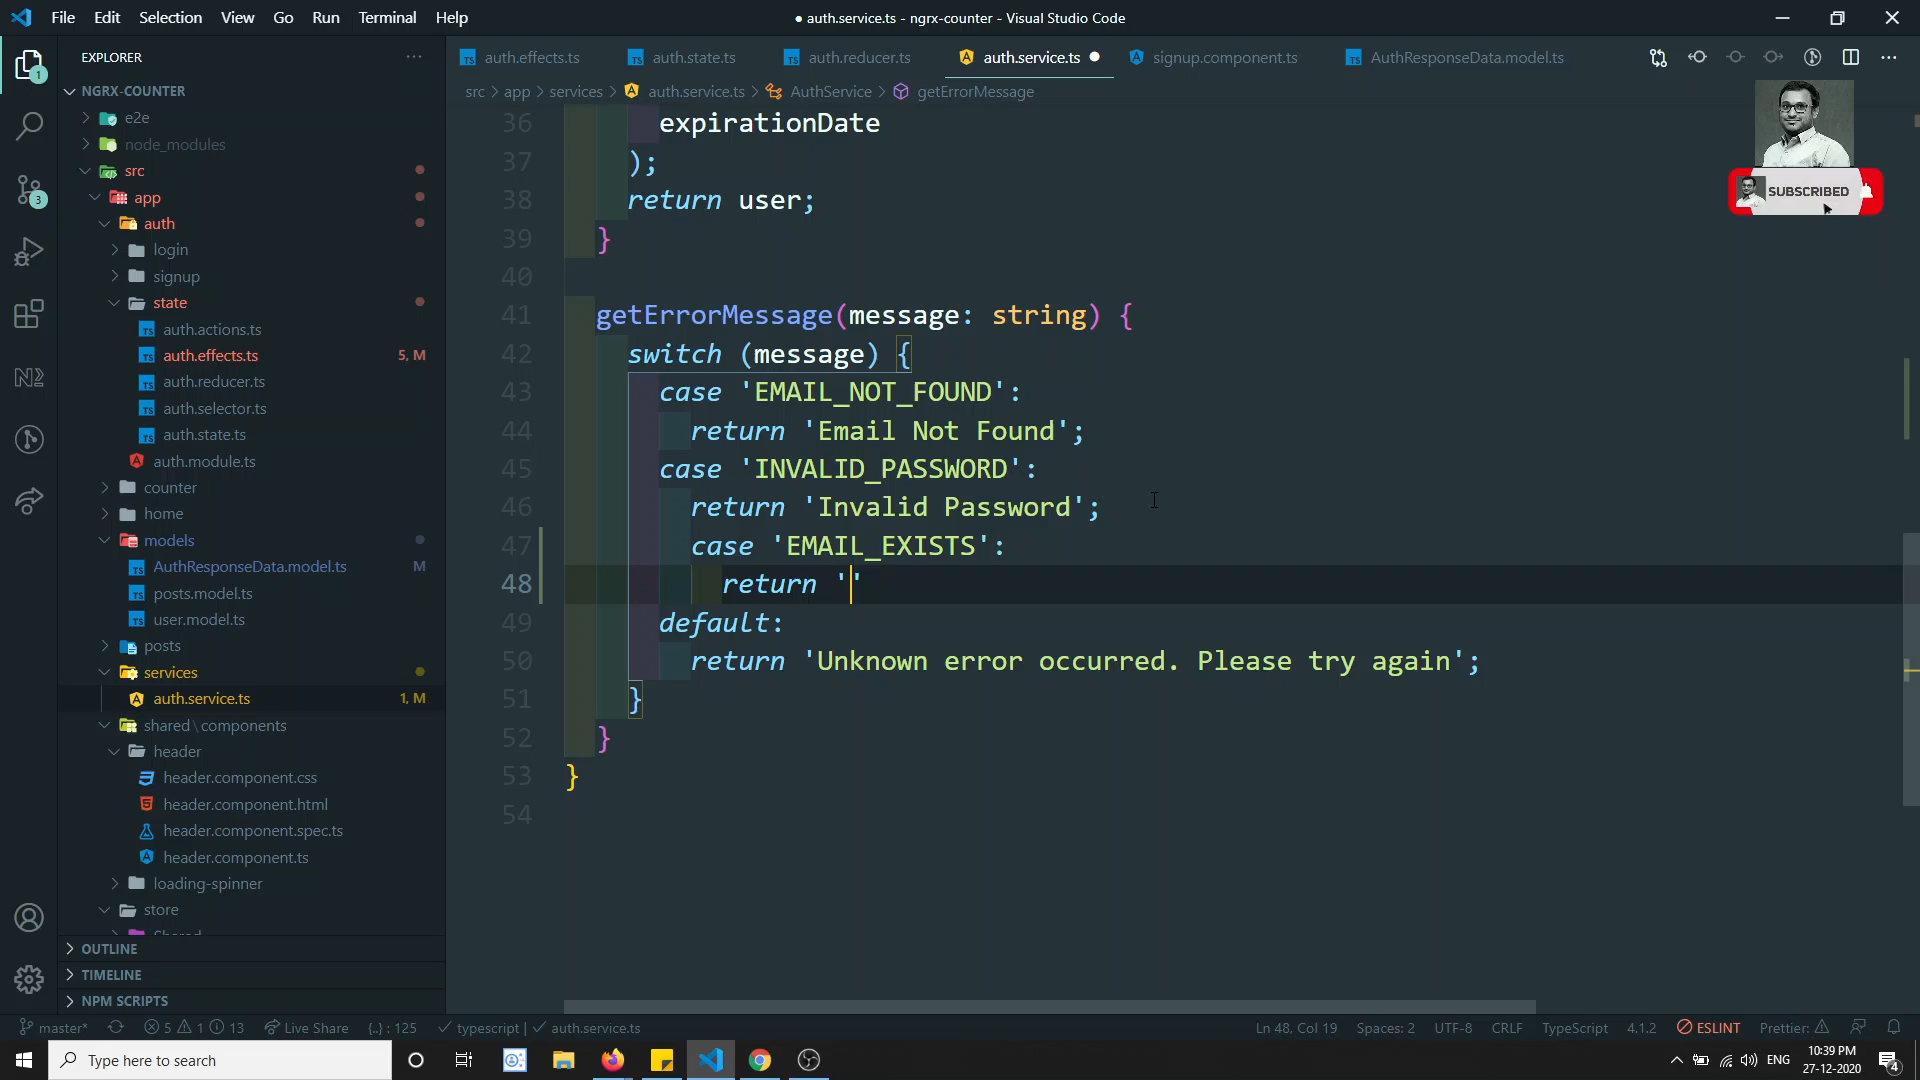 File Edit Selection View Go Run Terminal Help
● auth.service.ts - ngrx-counter - Visual Studio Code
EXPLORER
auth.effects.ts auth.state.ts auth.reducer.ts auth.service.ts signup.component.ts AuthResponseData.model.ts
src > app > services > auth.service.ts > AuthService > getErrorMessage
1
3
NGRX-COUNTER
e2e
node_modules
src
app
auth
login
signup
state
auth.actions.ts
auth.effects.ts 5, M
auth.reducer.ts
auth.selector.ts
auth.state.ts
auth.module.ts
counter
home
models
AuthResponseData.model.ts M
posts.model.ts
user.model.ts
posts
services
auth.service.ts 1, M
shared \ components
header
header.component.css
header.component.html
header.component.spec.ts
header.component.ts
loading-spinner
store
Shared
OUTLINE
TIMELINE
NPM SCRIPTS
36 expirationDate
37 );
38 return user;
39 }
40
41 getErrorMessage(message: string) {
42 switch (message) {
43 case 'EMAIL_NOT_FOUND':
44 return 'Email Not Found';
45 case 'INVALID_PASSWORD':
46 return 'Invalid Password';
47 case 'EMAIL_EXISTS':
48 return ''
49 default:
50 return 'Unknown error occurred. Please try again';
51 }
52 }
53 }
54
SUBSCRIBED
master* 5 1 13 Live Share {..} : 125 typescript | auth.service.ts
Ln 48, Col 19 Spaces: 2 UTF-8 CRLF TypeScript 4.1.2 ESLINT Prettier:
Type here to search
ENG
10:39 PM
27-12-2020
4